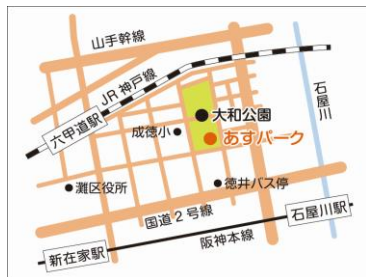 山手幹線
JR神戸線
石屋川
六甲道駅
大和公園
成徳小
あすパーク
灘区役所
徳井バス停
国道2号線
石屋川駅
新在家駅
阪神本線